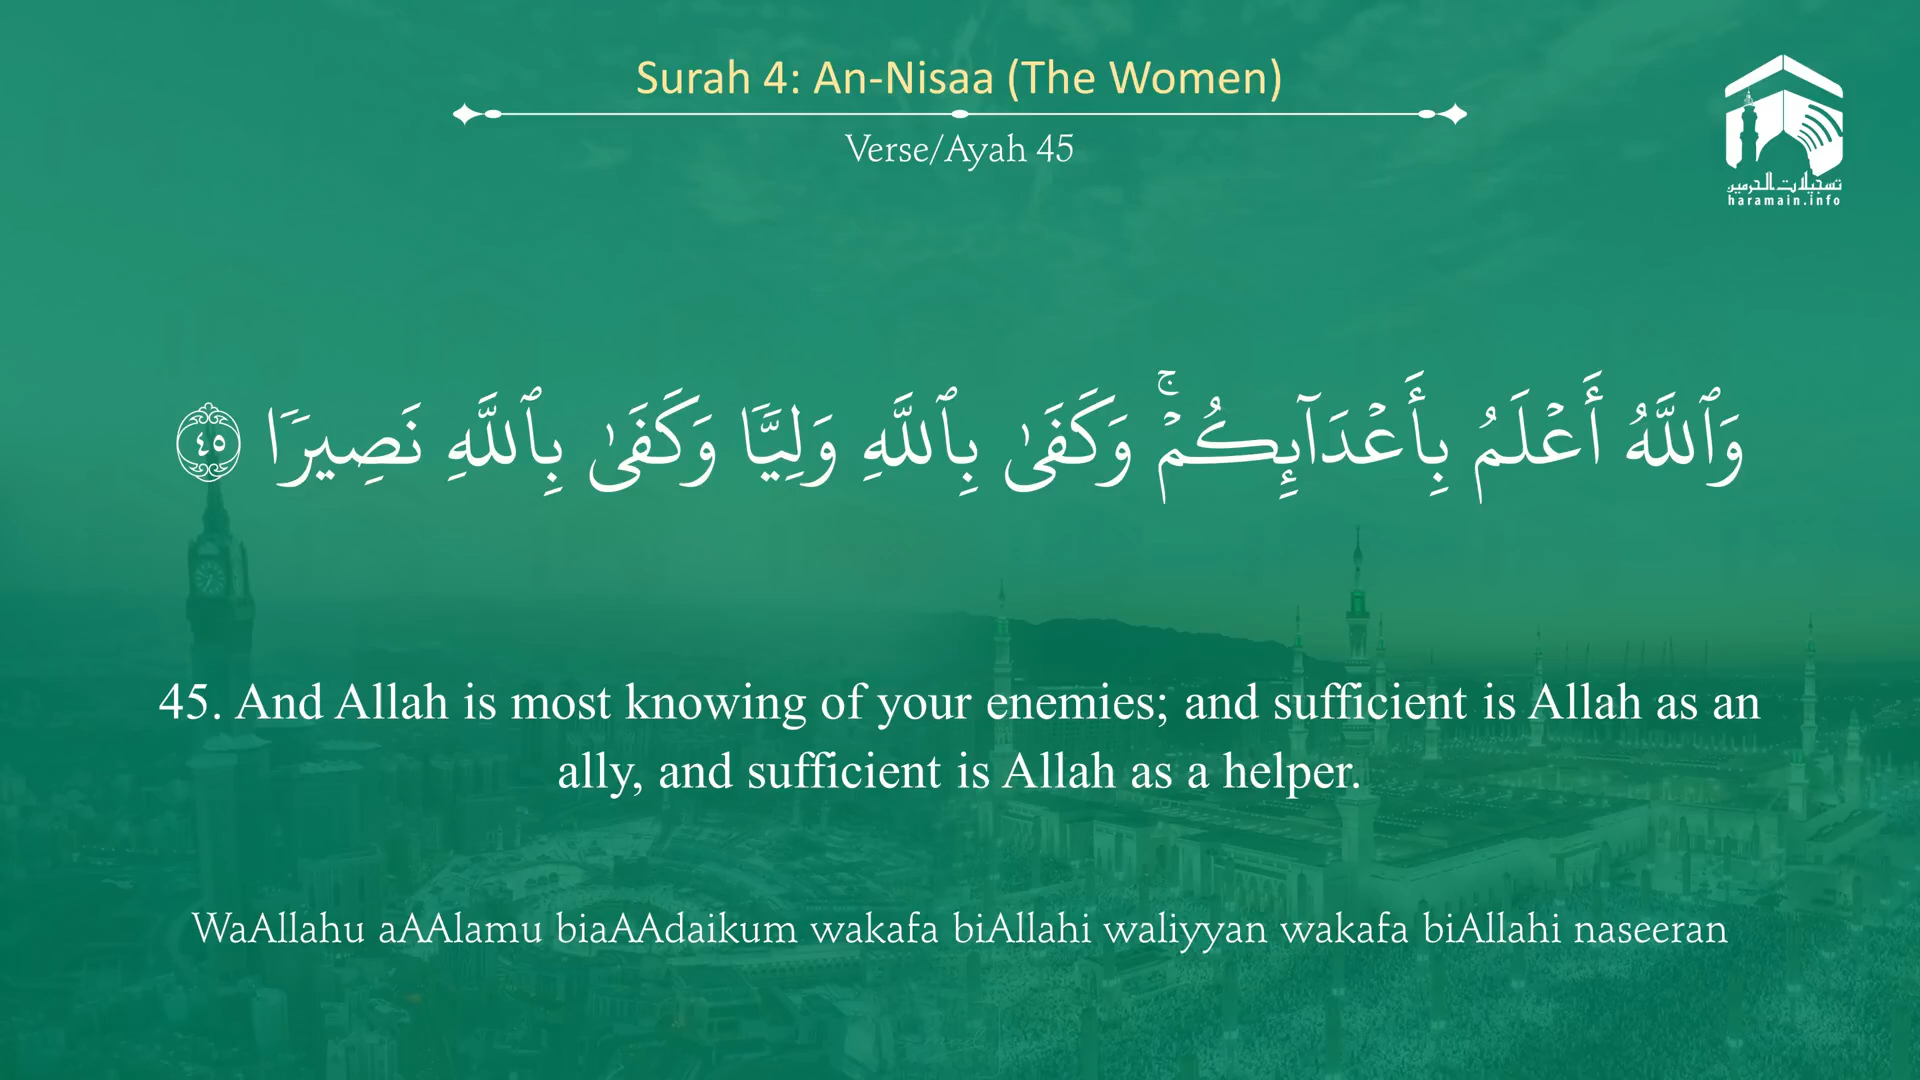 Surah 4: An-Nisaa (The Women)
Verse/Ayah 45
تسجيلات الحرمين
haramain.info
وَٱللَّهُ أَعْلَمُ بِأَعْدَآئِكُمْ ۚ وَكَفَىٰ بِٱللَّهِ وَلِيًّا وَكَفَىٰ بِٱللَّهِ نَصِيرًا ٤٥
45. And Allah is most knowing of your enemies; and sufficient is Allah as an
ally, and sufficient is Allah as a helper.
WaAllahu aAAlamu biaAAdaikum wakafa biAllahi waliyyan wakafa biAllahi naseeran